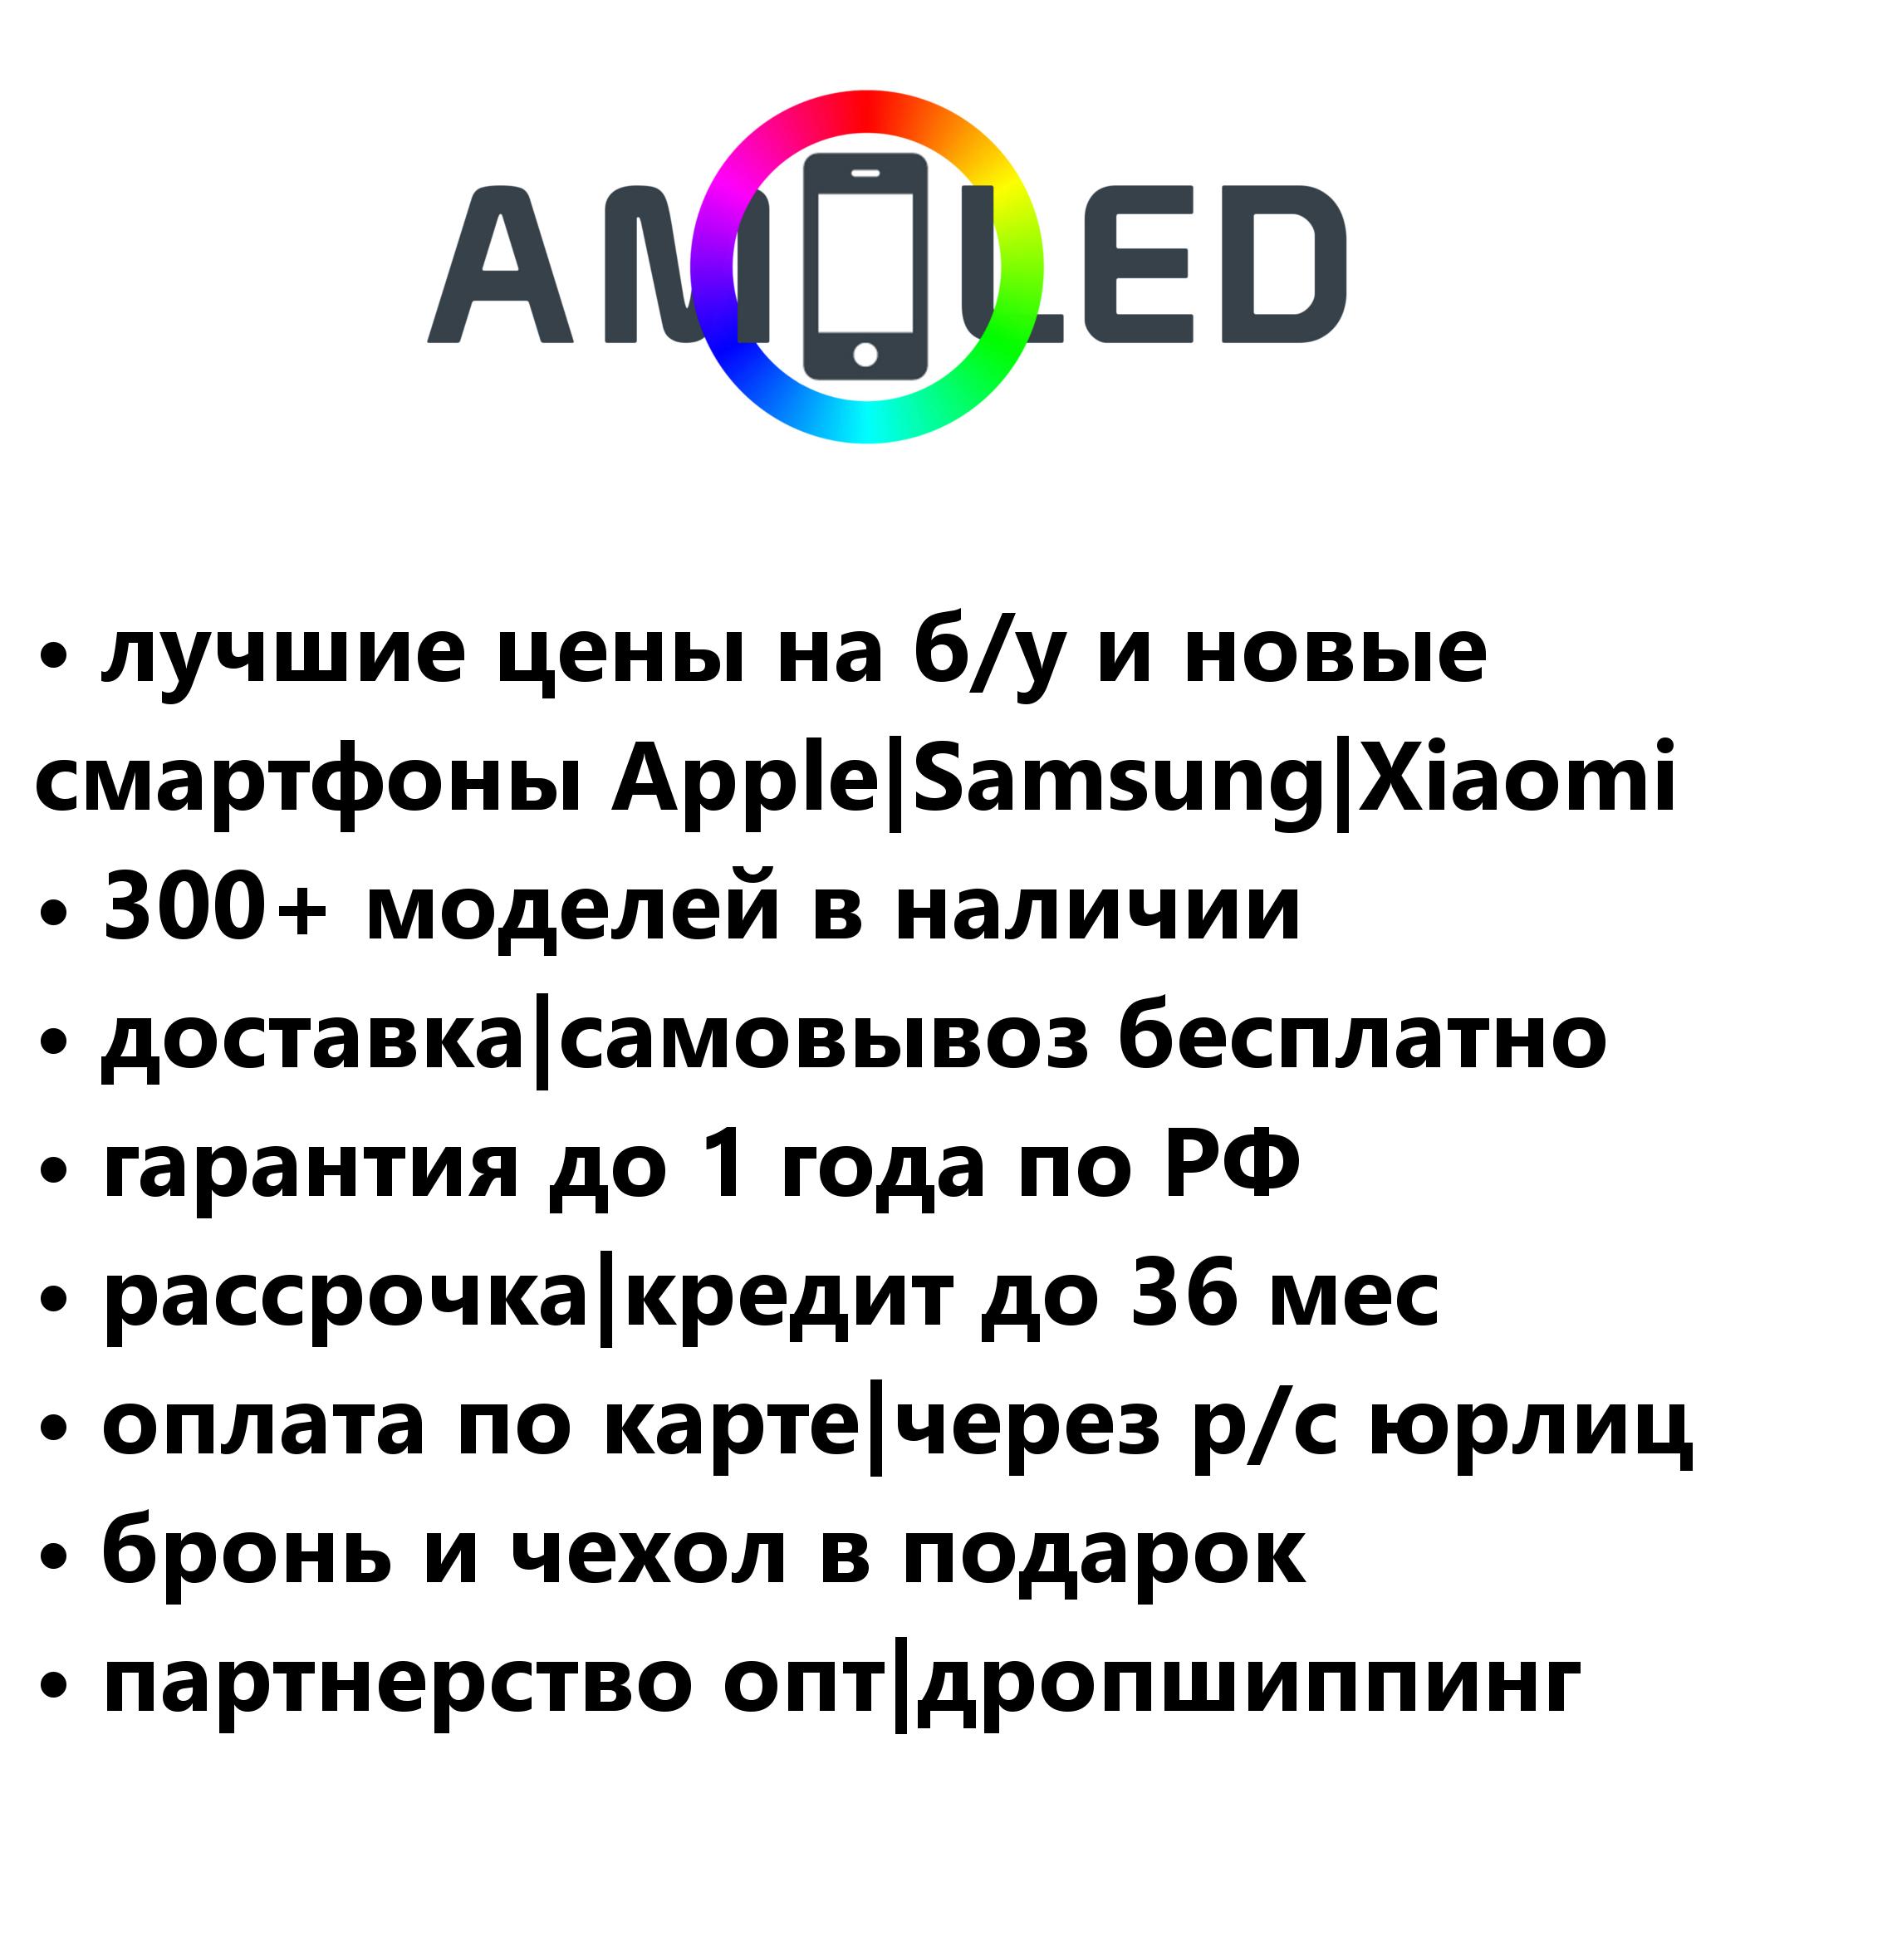 AMOLED
• лучшие цены на б/у и новые
смартфоны Apple|Samsung|Xiaomi
• 300+ моделей в наличии
• доставка|самовывоз бесплатно
• гарантия до 1 года по РФ
• рассрочка|кредит до 36 мес
• оплата по карте|через р/с юрлиц
• бронь и чехол в подарок
• партнерство опт|дропшиппинг